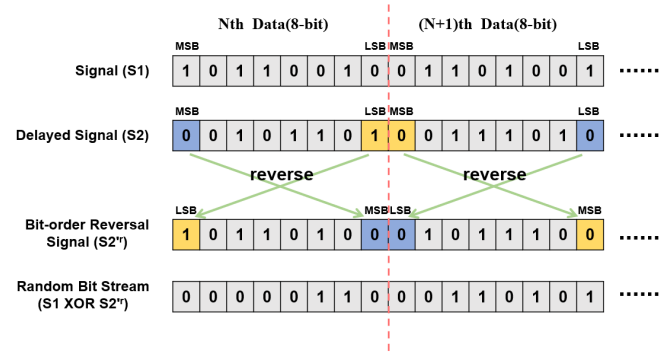 Nth Data(8-bit) (N+1)th Data(8-bit)
MSB LSB MSB LSB
Signal (S1) 1 0 1 1 0 0 1 0 0 1 1 0 1 0 0 1 ......
MSB LSB MSB LSB
Delayed Signal (S2) 0 0 1 0 1 1 0 1 0 0 1 1 1 0 1 0 ......
reverse reverse
LSB MSB LSB MSB
Bit-order Reversal
Signal (S2'r) 1 0 1 1 0 1 0 0 0 1 0 1 1 1 0 0 ......
Random Bit Stream
(S1 XOR S2'r) 0 0 0 0 0 1 1 0 0 0 1 1 0 1 0 1 ......